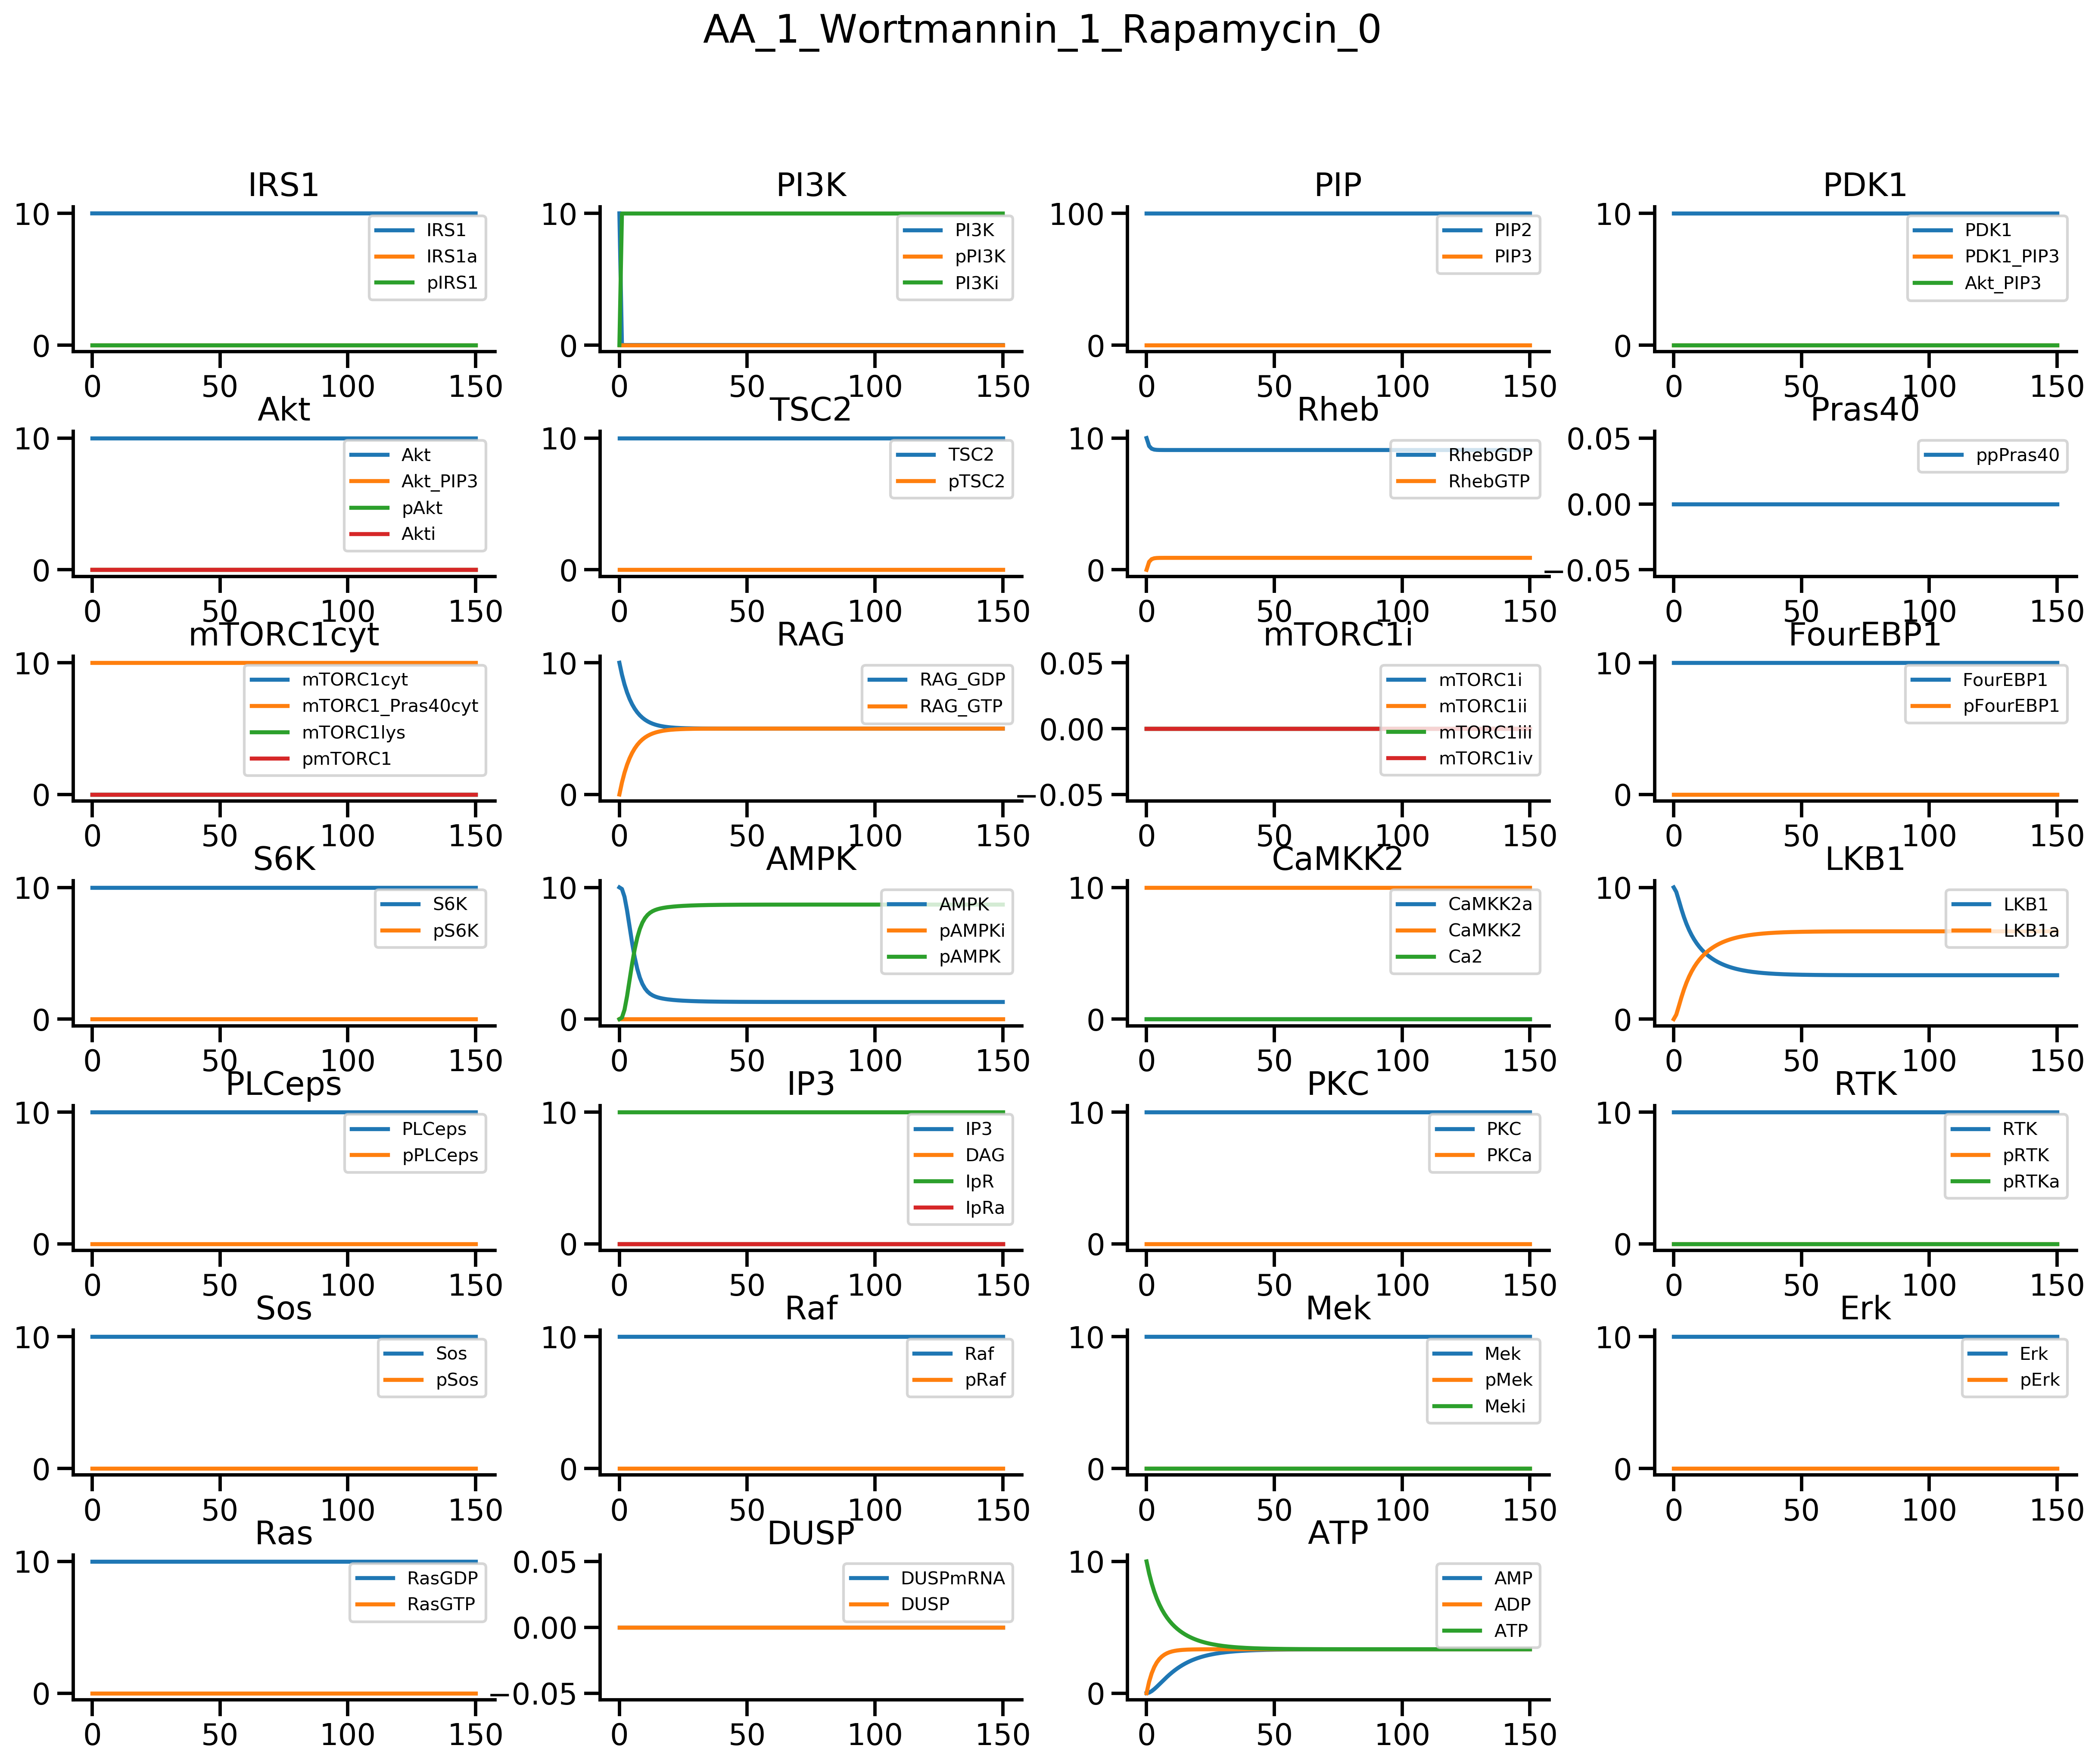 AA_1_Wortmannin_1_Rapamycin_0
IRS1
10
0
0 50 100 150
IRS1
IRS1a
pIRS1
PI3K
10
0
0 50 100 150
PI3K
pPI3K
PI3Ki
PIP
100
0
0 50 100 150
PIP2
PIP3
PDK1
10
0
0 50 100 150
PDK1
PDK1_PIP3
Akt_PIP3
Akt
10
0
0 50 100 150
Akt
Akt_PIP3
pAkt
Akti
TSC2
10
0
0 50 100 150
TSC2
pTSC2
Rheb
10
0
0 50 100 150
RhebGDP
RhebGTP
Pras40
0.05
0.00
−0.05
0 50 100 150
ppPras40
mTORC1cyt
10
0
0 50 100 150
mTORC1cyt
mTORC1_Pras40cyt
mTORC1lys
pmTORC1
RAG
10
0
0 50 100 150
RAG_GDP
RAG_GTP
mTORC1i
0.05
0.00
−0.05
0 50 100 150
mTORC1i
mTORC1ii
mTORC1iii
mTORC1iv
FourEBP1
10
0
0 50 100 150
FourEBP1
pFourEBP1
S6K
10
0
0 50 100 150
S6K
pS6K
AMPK
10
0
0 50 100 150
AMPK
pAMPKi
pAMPK
CaMKK2
10
0
0 50 100 150
CaMKK2a
CaMKK2
Ca2
LKB1
10
0
0 50 100 150
LKB1
LKB1a
PLCeps
10
0
0 50 100 150
PLCeps
pPLCeps
IP3
10
0
0 50 100 150
IP3
DAG
IpR
IpRa
PKC
10
0
0 50 100 150
PKC
PKCa
RTK
10
0
0 50 100 150
RTK
pRTK
pRTKa
Sos
10
0
0 50 100 150
Sos
pSos
Raf
10
0
0 50 100 150
Raf
pRaf
Mek
10
0
0 50 100 150
Mek
pMek
Meki
Erk
10
0
0 50 100 150
Erk
pErk
Ras
10
0
0 50 100 150
RasGDP
RasGTP
DUSP
0.05
0.00
−0.05
0 50 100 150
DUSPmRNA
DUSP
ATP
10
0
0 50 100 150
AMP
ADP
ATP